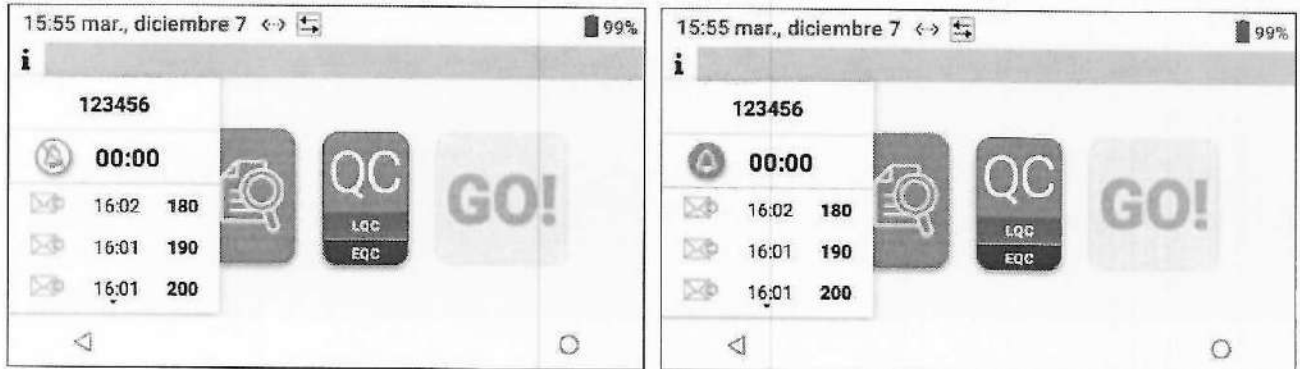 15:55 mar., diciembre 7
99%
i
123456
00:00
16:02 180
16:01 190
16:01 200
QC
LQC
EQC
GO!
15:55 mar., diciembre 7
99%
i
123456
00:00
16:02 180
16:01 190
16:01 200
QC
LQC
EQC
GO!